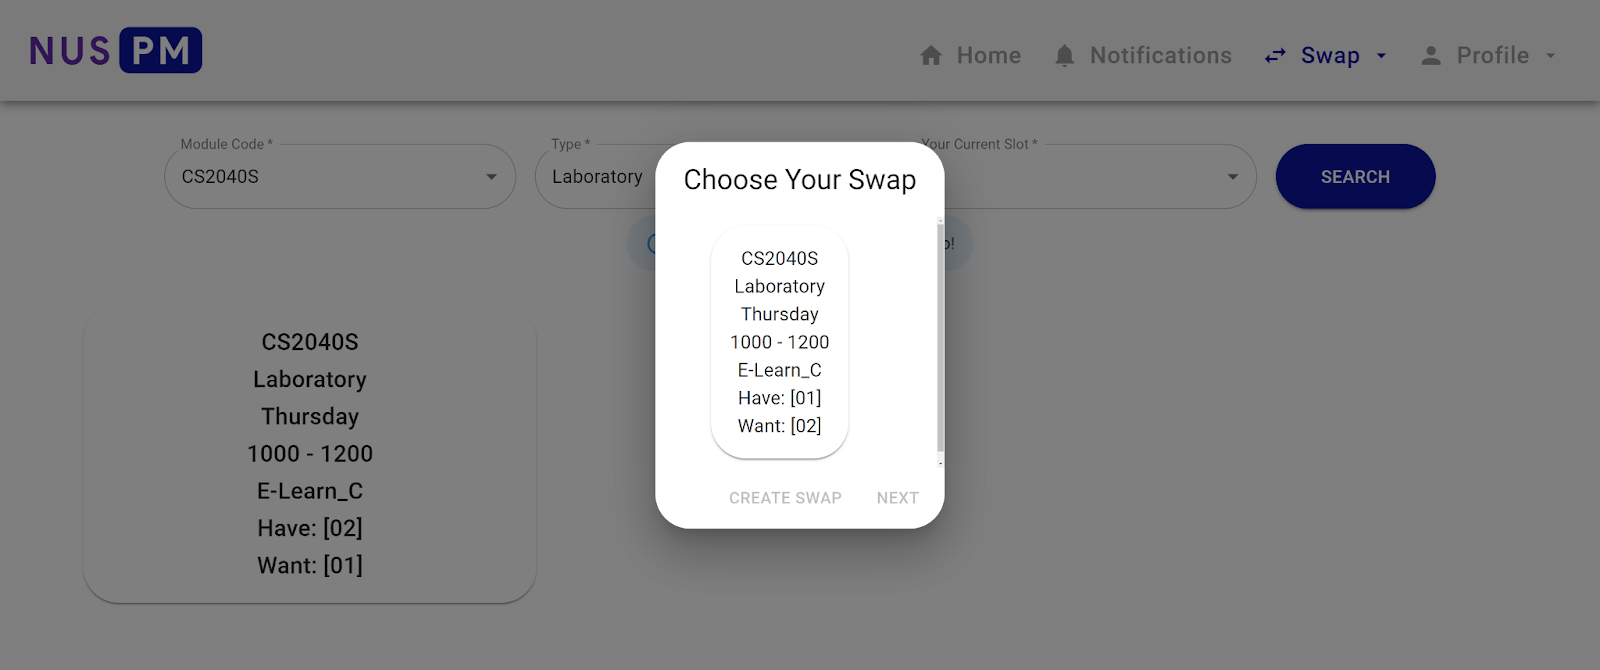 NUS PM
Home
Notifications
Swap
Profile
Module Code *
CS2040S
Type *
Laboratory
Your Current Slot *
SEARCH
Choose Your Swap
CS2040S
Laboratory
Thursday
1000 - 1200
E-Learn_C
Have: [01]
Want: [02]
CREATE SWAP
NEXT
CS2040S
Laboratory
Thursday
1000 - 1200
E-Learn_C
Have: [02]
Want: [01]